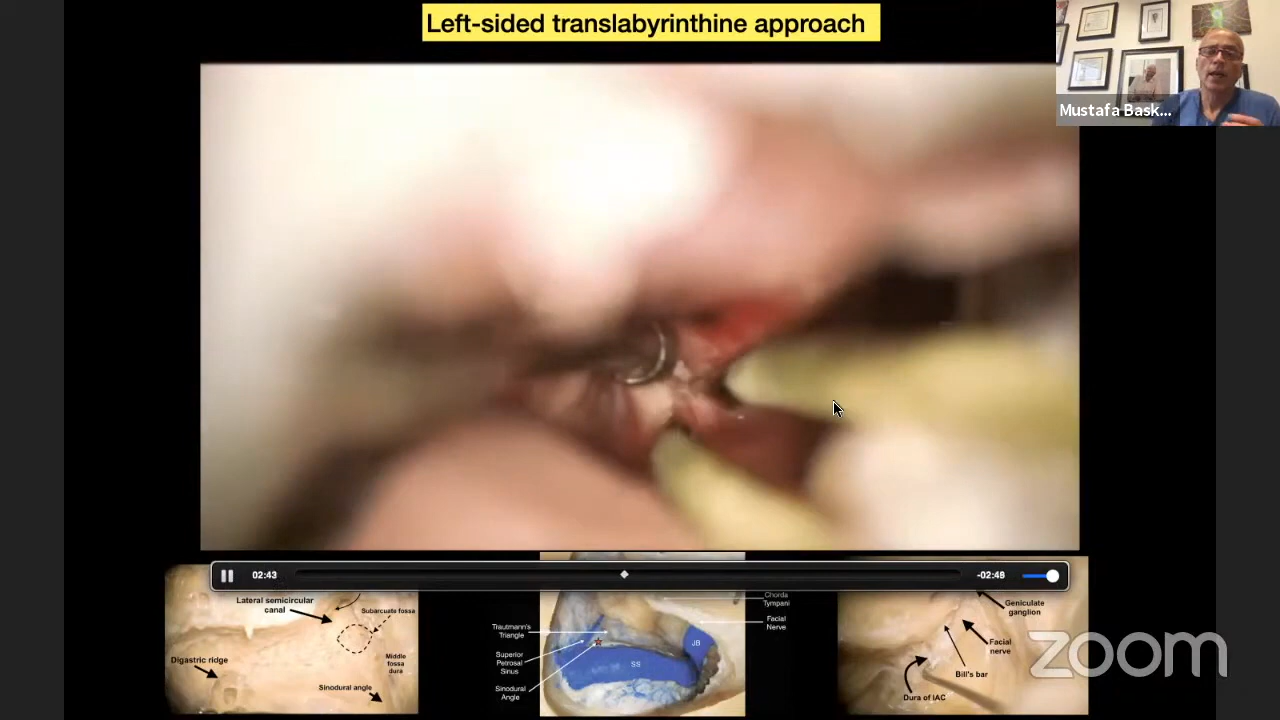 Left-sided translabyrinthine approach
Mustafa Bask...
02:43
-02:48
Lateral semicircular
canal
Subarcuate fossa
Digastric ridge
Middle
fossa
dura
Sinodural angle
Trautmann's
Triangle
Superior
Petrosal
Sinus
Sinodural
Angle
SS
JB
Chorda
Tympani
Facial
Nerve
Geniculate
ganglion
Facial
nerve
Bill's bar
Dura of IAC
zoom